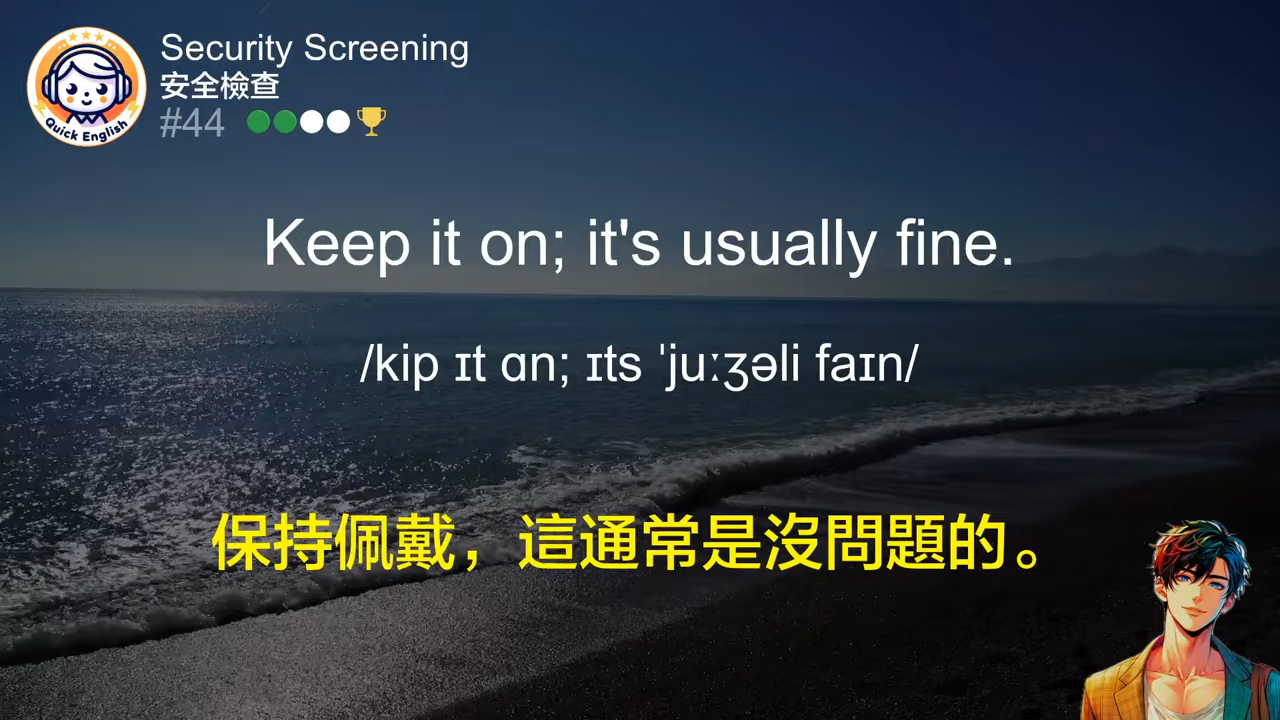 Security Screening
安全檢查
#44
Quick English
Keep it on; it's usually fine.
/kip ɪt ɑn; ɪts ˈjuːʒəli faɪn/
保持佩戴，這通常是沒問題的。